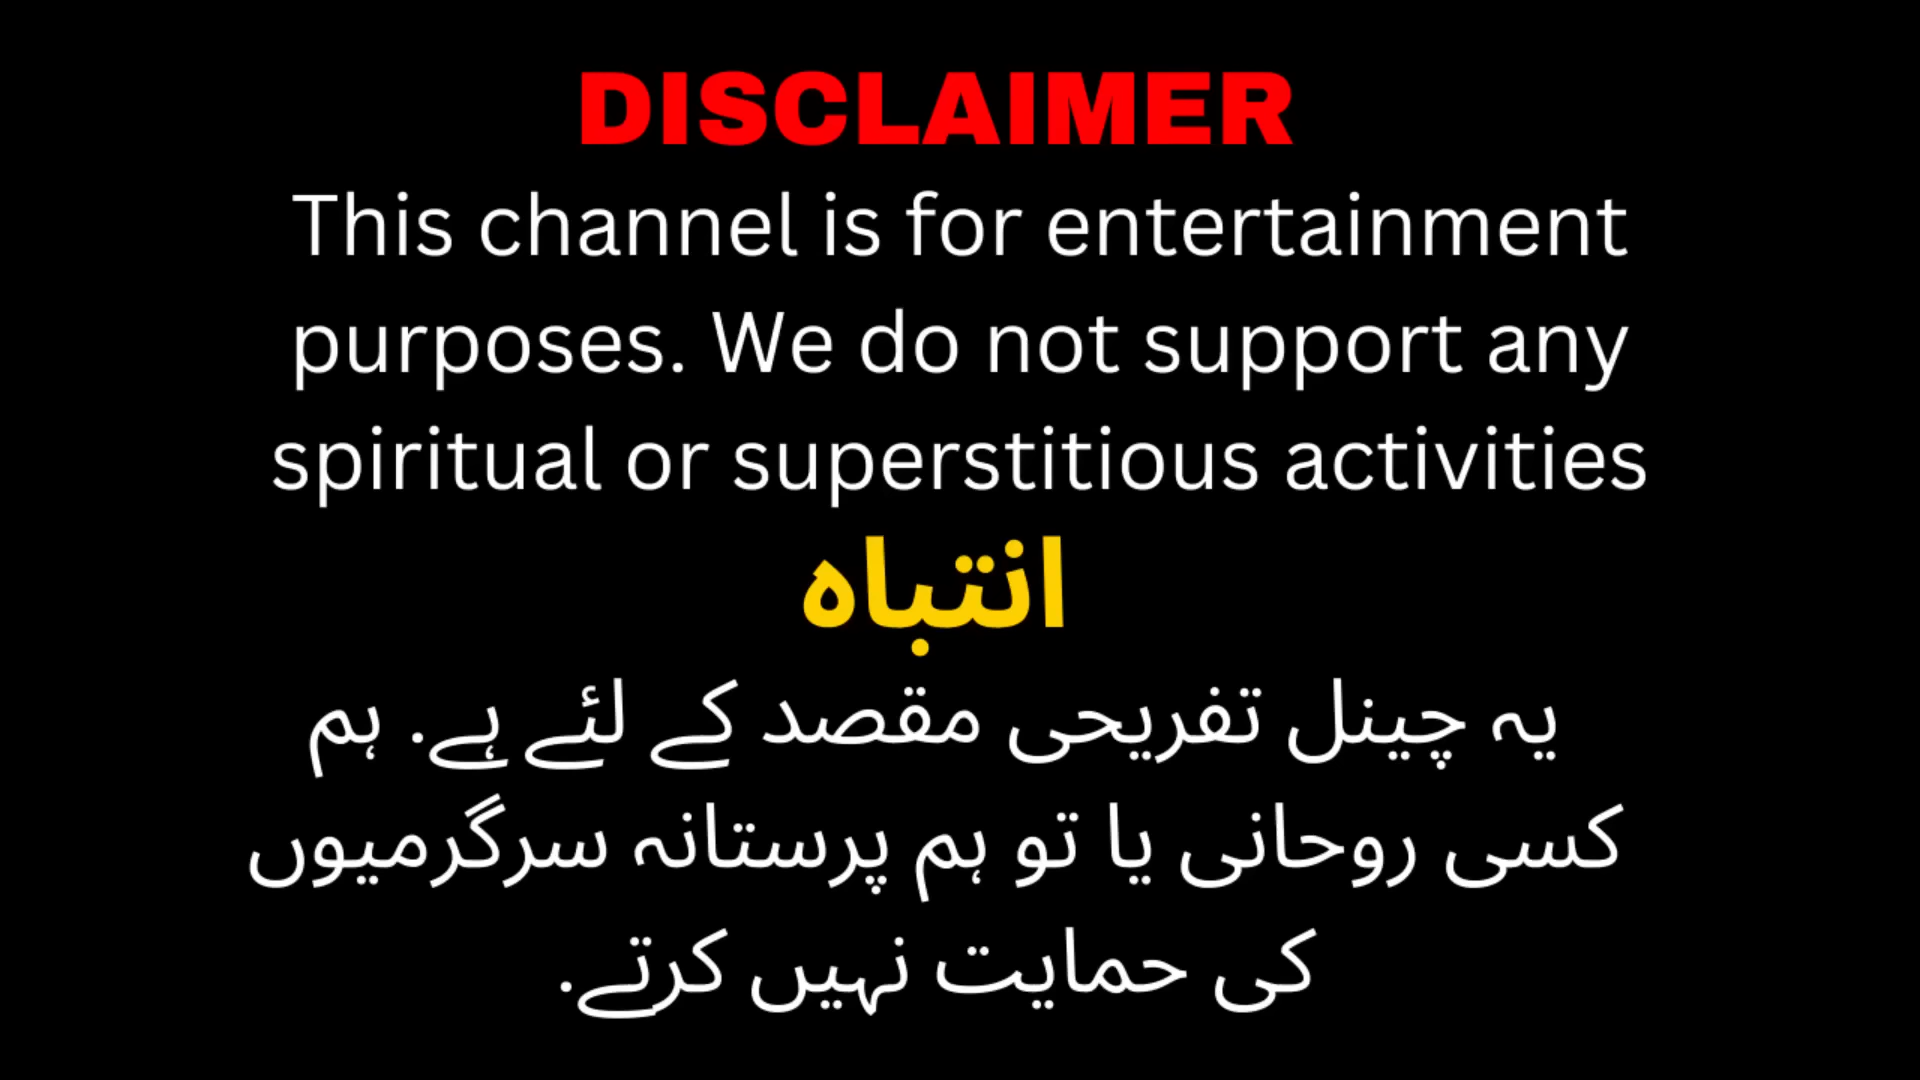 DISCLAIMER
This channel is for entertainment
purposes. We do not support any
spiritual or superstitious activities
انتباہ
یہ چینل تفریحی مقصد کے لئے ہے. ہم
کسی روحانی یا تو ہم پرستانہ سرگرمیوں
کی حمایت نہیں کرتے.